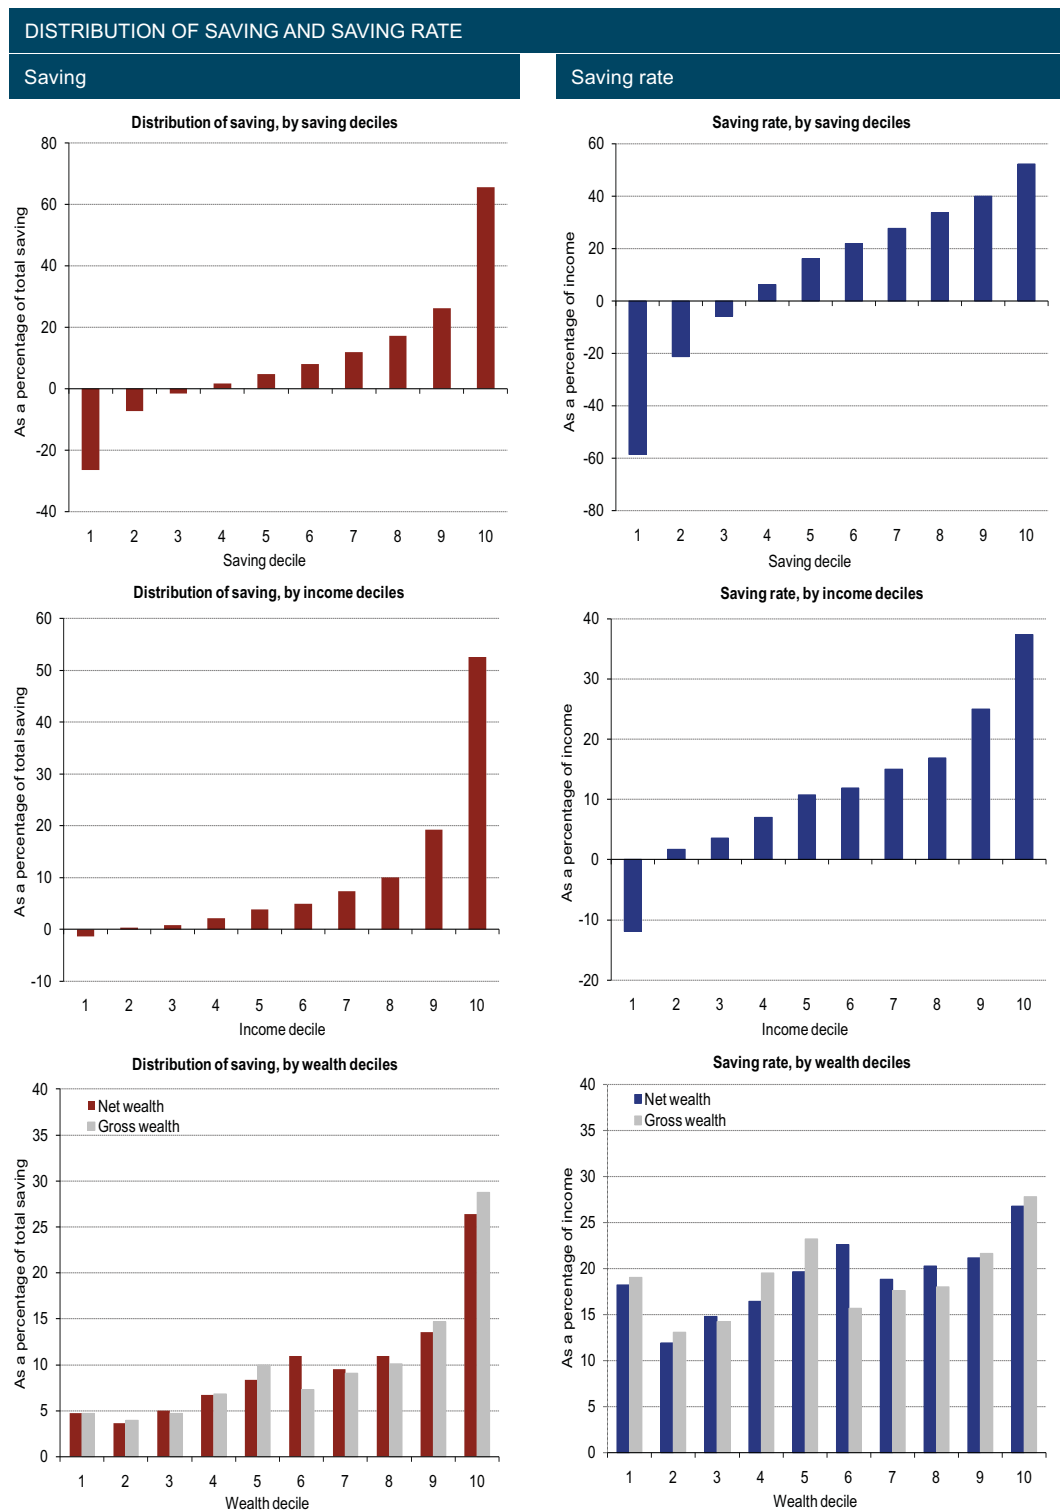 DISTRIBUTION OF SAVING AND SAVING RATE
Saving
Saving rate
Distribution of saving, by saving deciles
As a percentage of total saving
80
60
40
20
0
-20
-40
1 2 3 4 5 6 7 8 9 10
Saving decile
Saving rate, by saving deciles
As a percentage of income
60
40
20
0
-20
-40
-60
-80
1 2 3 4 5 6 7 8 9 10
Saving decile
Distribution of saving, by income deciles
As a percentage of total saving
60
50
40
30
20
10
0
-10
1 2 3 4 5 6 7 8 9 10
Income decile
Saving rate, by income deciles
As a percentage of income
40
30
20
10
0
-10
-20
1 2 3 4 5 6 7 8 9 10
Income decile
Distribution of saving, by wealth deciles
As a percentage of total saving
40
35
30
25
20
15
10
5
0
Net wealth
Gross wealth
1 2 3 4 5 6 7 8 9 10
Wealth decile
Saving rate, by wealth deciles
As a percentage of income
40
35
30
25
20
15
10
5
0
Net wealth
Gross wealth
1 2 3 4 5 6 7 8 9 10
Wealth decile